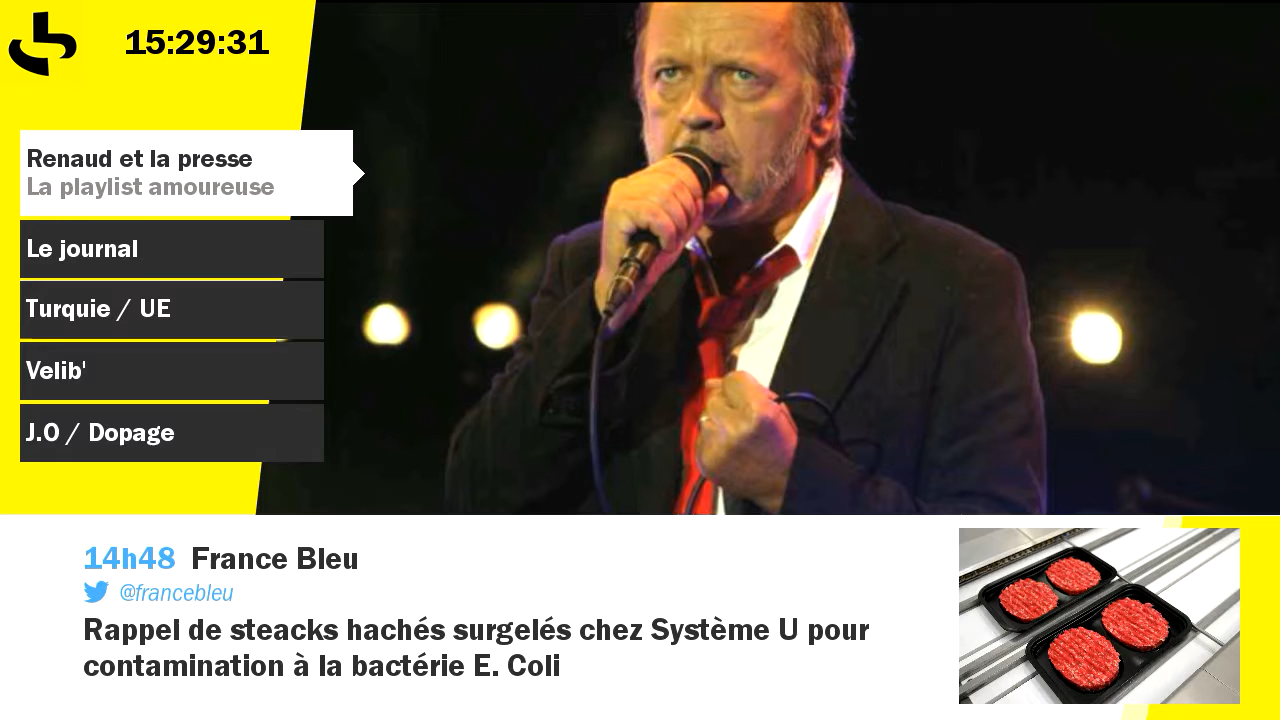 15:29:31
Renaud et la presse
La playlist amoureuse
Le journal
Turquie / UE
Velib'
J.O / Dopage
14h48 France Bleu
@francebleu
Rappel de steacks hachés surgelés chez Système U pour
contamination à la bactérie E. Coli